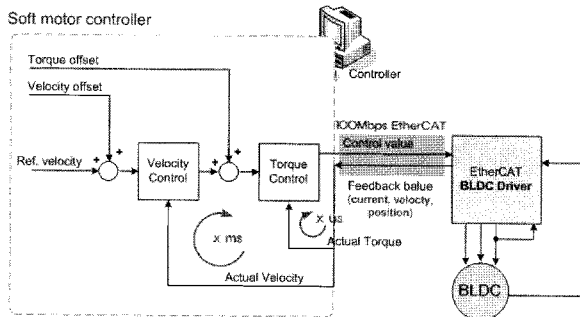 Soft motor controller
Torque offset
Velocity offset
Controller
100Mbps EtherCAT
Control value
Ref. velocity
+
+
+
+
Velocity
Control
Torque
Control
EtherCAT
BLDC Driver
Feedback balue
(current, velocty,
position)
x ms
x us
Actual Torque
Actual Velocity
BLDC